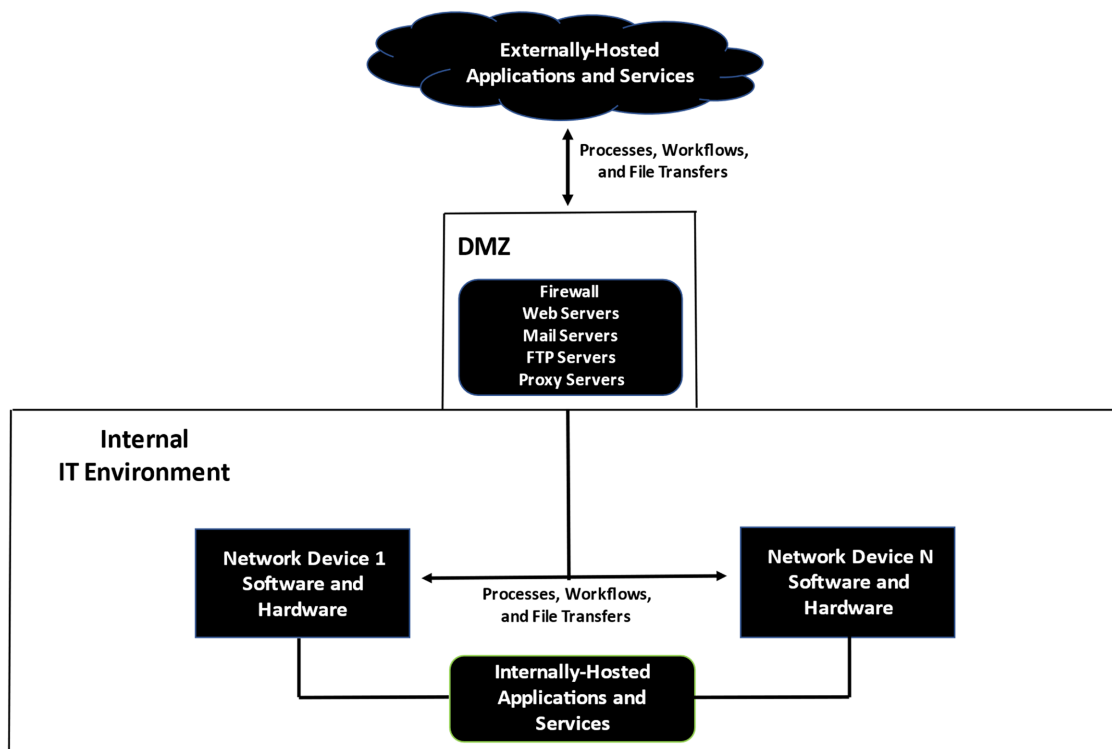 Externally-Hosted
Applications and Services
Processes, Workflows,
and File Transfers
DMZ
Firewall
Web Servers
Mail Servers
FTP Servers
Proxy Servers
Internal
IT Environment
Network Device 1
Software and
Hardware
Network Device N
Software and
Hardware
Processes, Workflows,
and File Transfers
Internally-Hosted
Applications and
Services